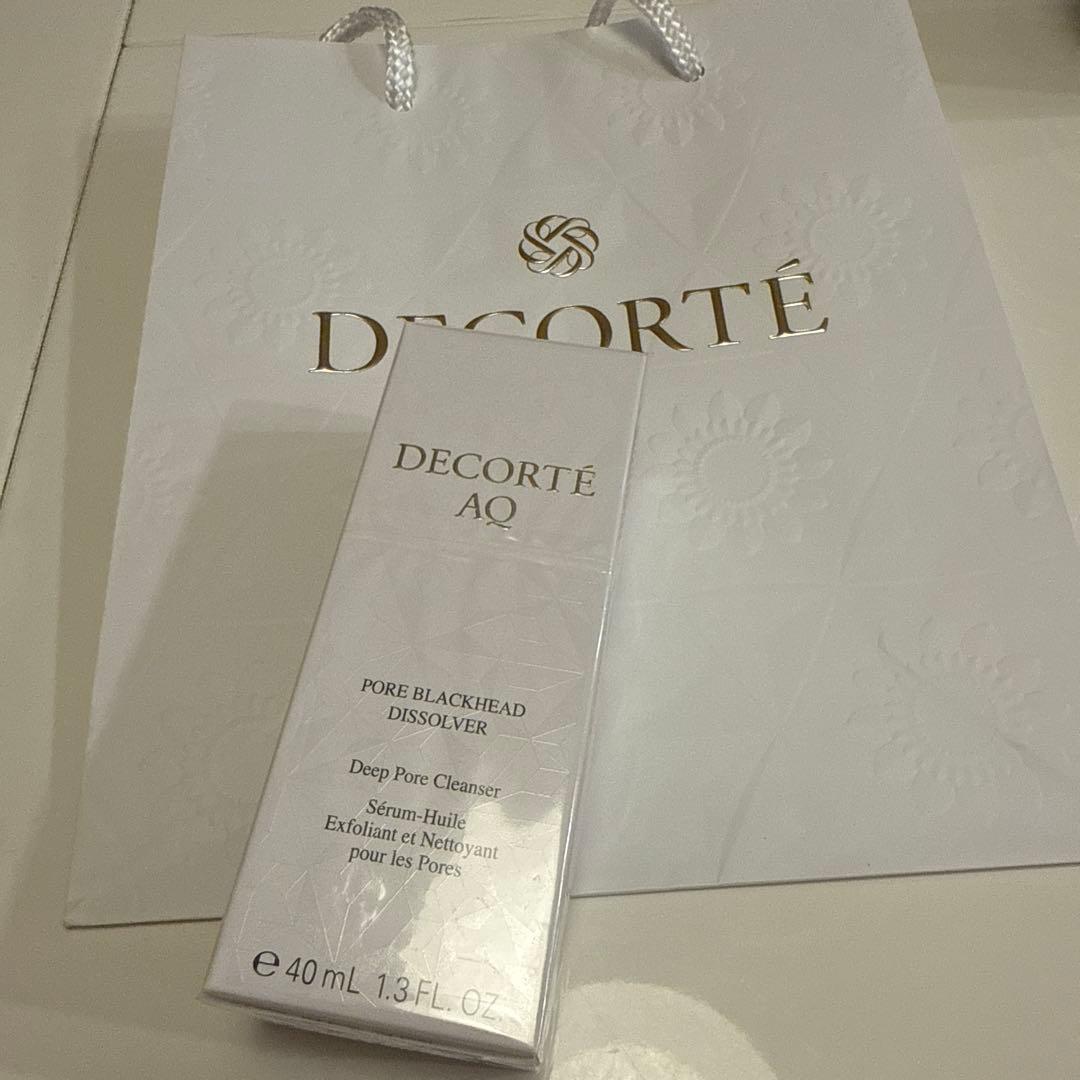 DECORTÉ
DECORTÉ
AQ
PORE BLACKHEAD
DISSOLVER
Deep Pore Cleanser
Sérum-Huile
Exfoliant et Nettoyant
pour les Pores
℮ 40 mL 1.3 FL. OZ.